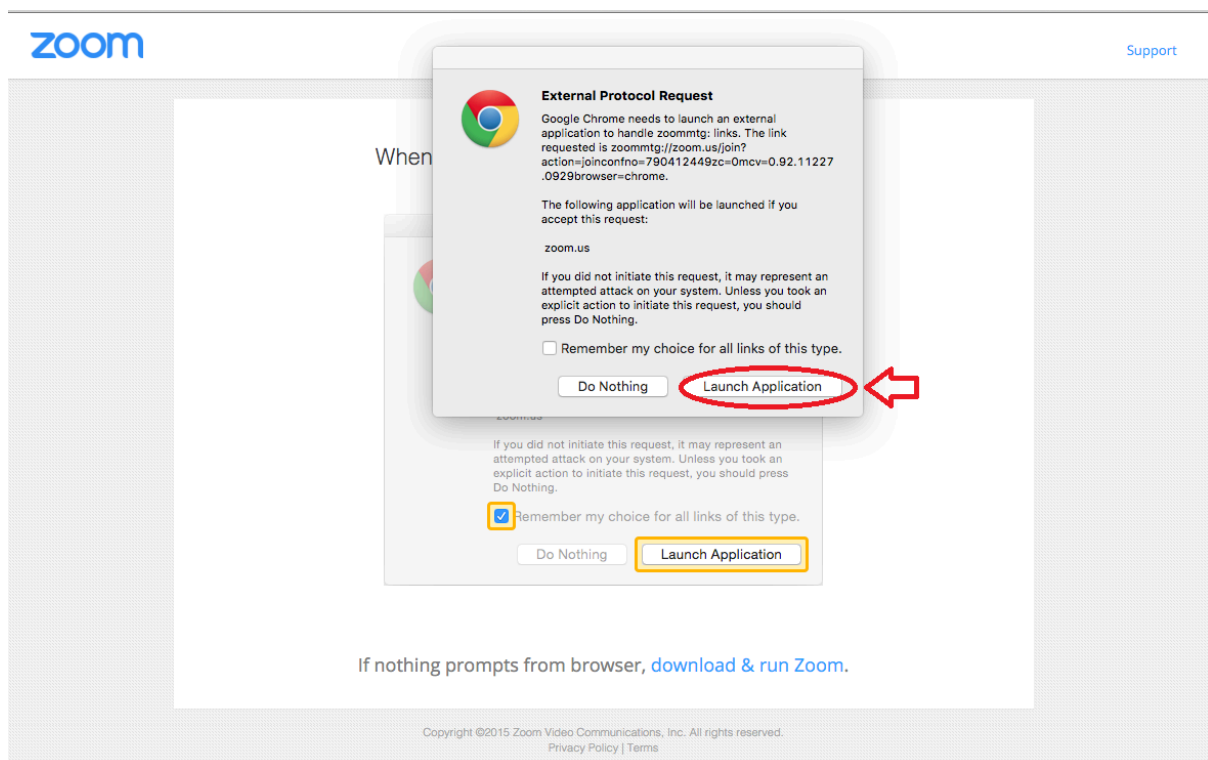 zoom
Support
When
External Protocol Request
Google Chrome needs to launch an external
application to handle zoommtg: links. The link
requested is zoommtg://zoom.us/join?
action=joinconfno=790412449zc=0mcv=0.92.11227
.0929browser=chrome.
The following application will be launched if you
accept this request:
zoom.us
If you did not initiate this request, it may represent an
attempted attack on your system. Unless you took an
explicit action to initiate this request, you should
press Do Nothing.
Remember my choice for all links of this type.
Do Nothing Launch Application
zoom.us
If you did not initiate this request, it may represent an
attempted attack on your system. Unless you took an
explicit action to initiate this request, you should press
Do Nothing.
Remember my choice for all links of this type.
Do Nothing Launch Application
If nothing prompts from browser, download & run Zoom.
Copyright ©2015 Zoom Video Communications, Inc. All rights reserved.
Privacy Policy | Terms